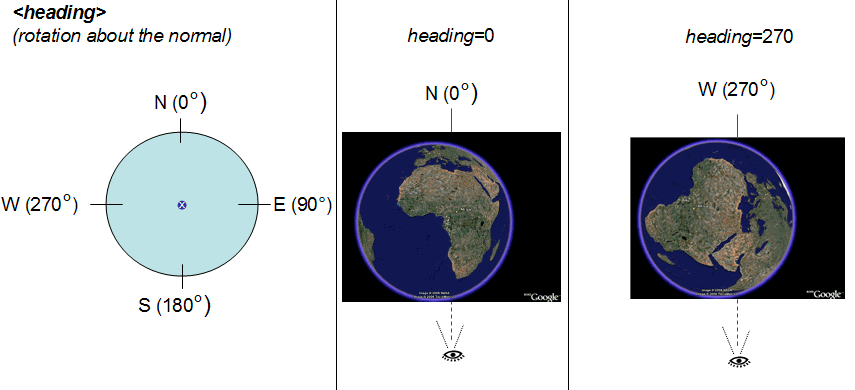 <heading>
(rotation about the normal)
N (0°)
W (270°)
E (90°)
S (180°)
heading=0
N (0°)
Google
heading=270
W (270°)
Google